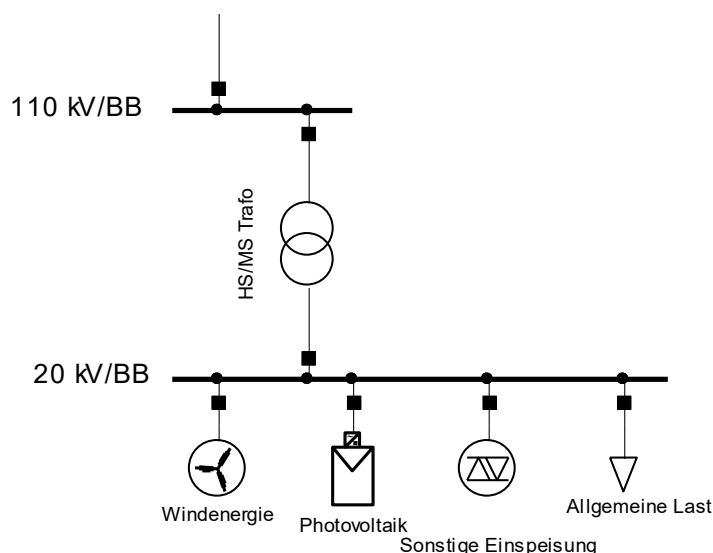 110 kV/BB
HS/MS Trafo
20 kV/BB
Windenergie
Photovoltaik
Sonstige Einspeisung
Allgemeine Last